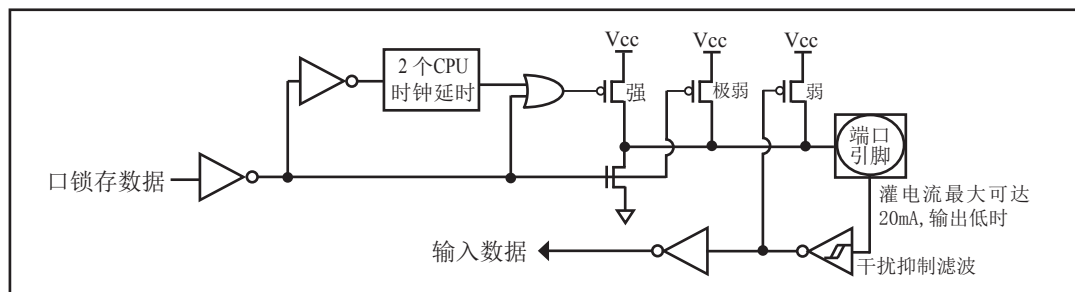 Vcc
Vcc
Vcc
2 个CPU
时钟延时
强
极弱
弱
端口
引脚
口锁存数据
灌电流最大可达
20mA,输出低时
输入数据
干扰抑制滤波